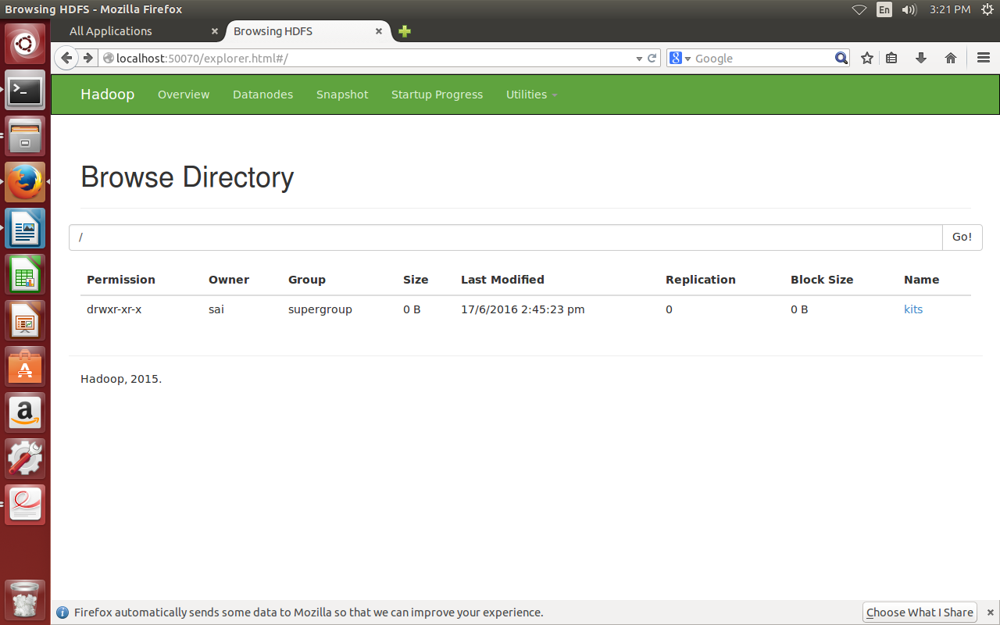 Browsing HDFS - Mozilla Firefox En 3:21 PM
All Applications Browsing HDFS
localhost:50070/explorer.html#/ 8 Google
Hadoop Overview Datanodes Snapshot Startup Progress Utilities
Browse Directory
/ Go!
Permission Owner Group Size Last Modified Replication Block Size Name
drwxr-xr-x sai supergroup 0 B 17/6/2016 2:45:23 pm 0 0 B kits
Hadoop, 2015.
Firefox automatically sends some data to Mozilla so that we can improve your experience. Choose What I Share